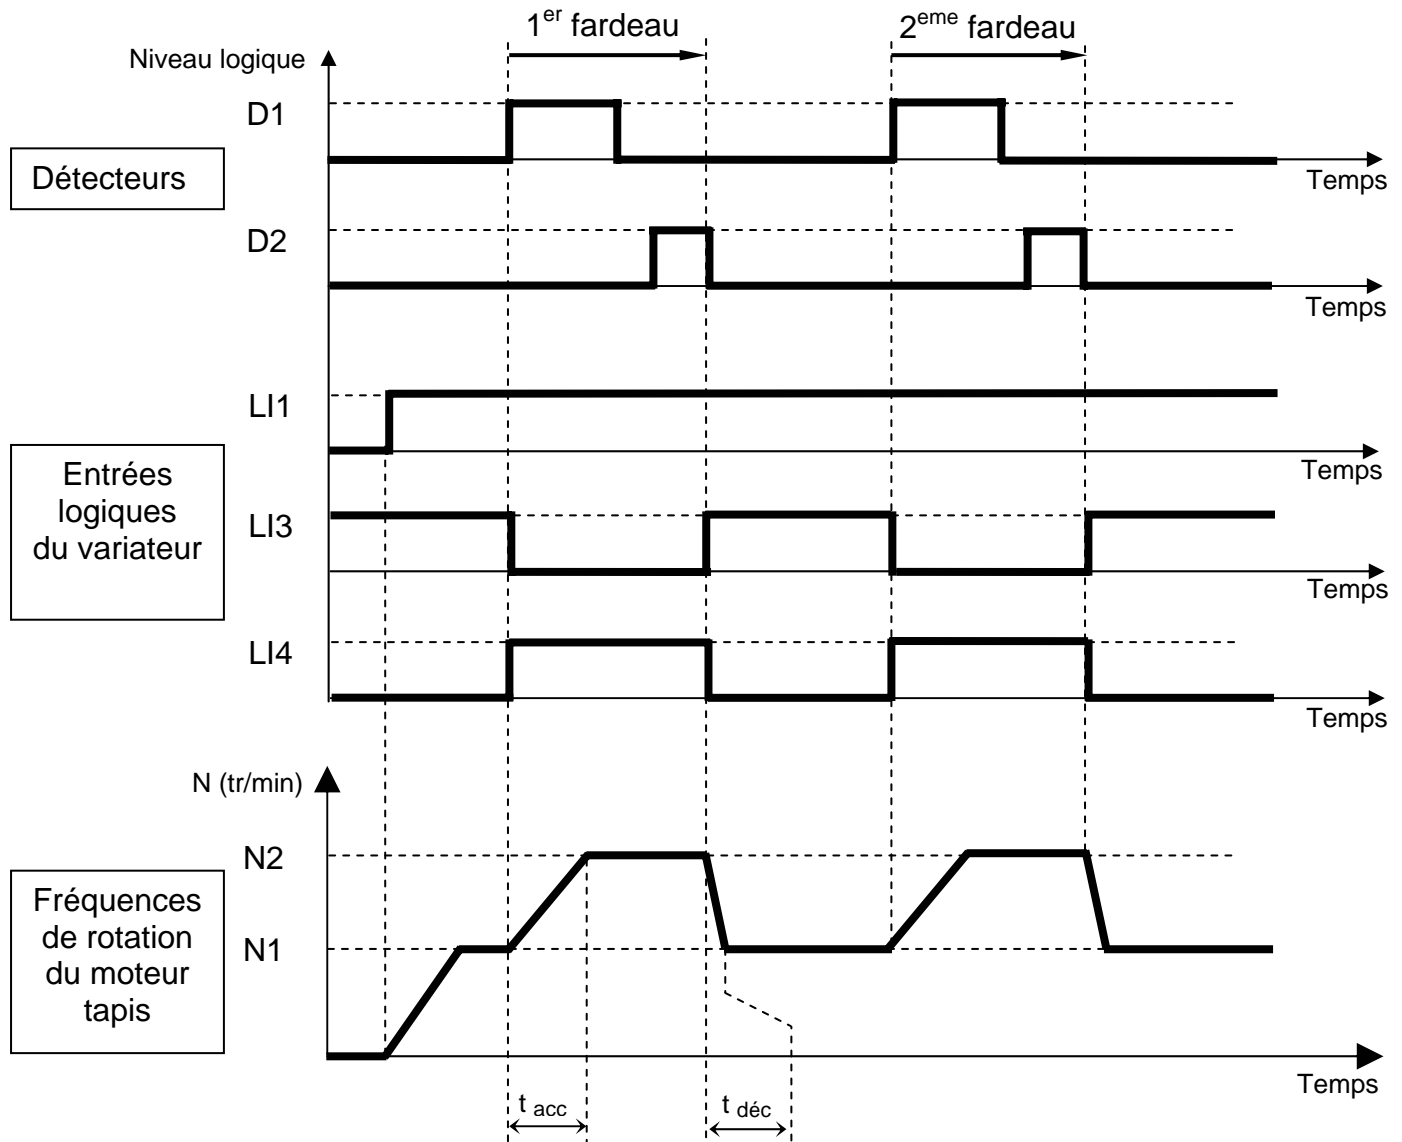 1er fardeau
2eme fardeau
Niveau logique
D1
Temps
Détecteurs
D2
Temps
LI1
Temps
Entrées
logiques
du variateur
LI3
Temps
LI4
Temps
N (tr/min)
N2
Fréquences
de rotation
du moteur
tapis
N1
Temps
t acc
t déc